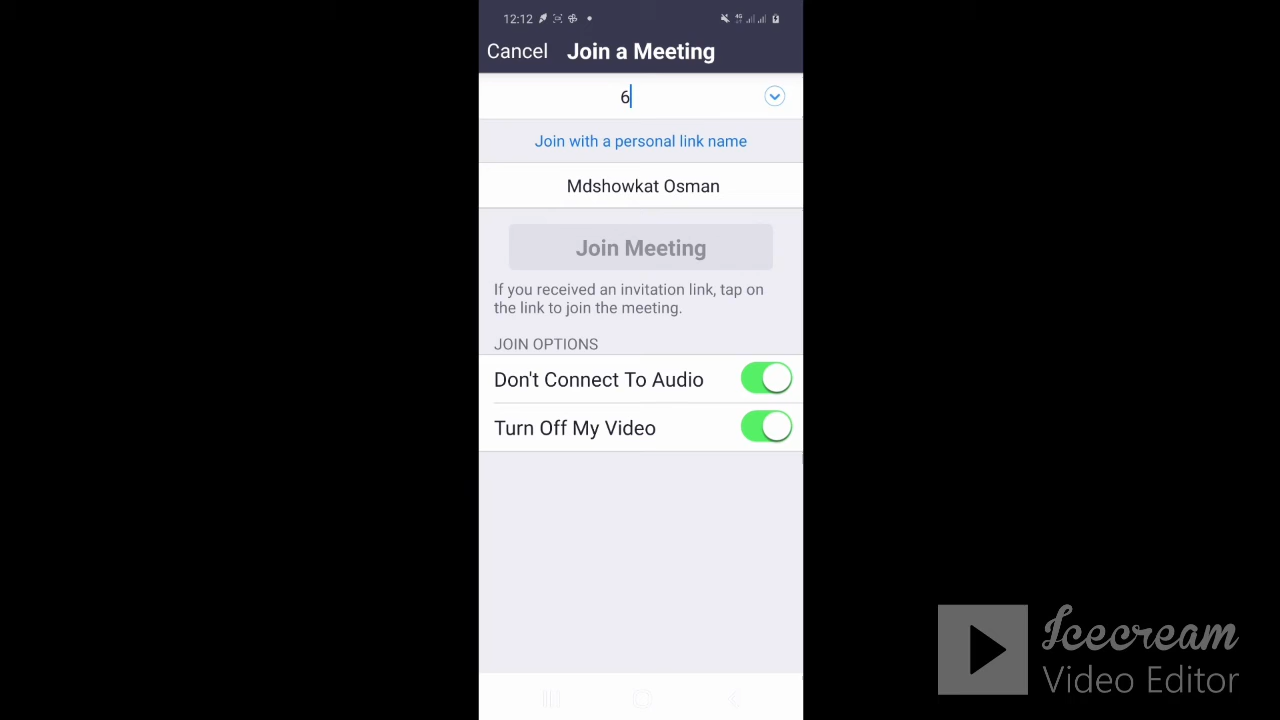 12:12
4G
Cancel Join a Meeting
6
Join with a personal link name
Mdshowkat Osman
Join Meeting
If you received an invitation link, tap on
the link to join the meeting.
JOIN OPTIONS
Don't Connect To Audio
Turn Off My Video
Icecream
Video Editor